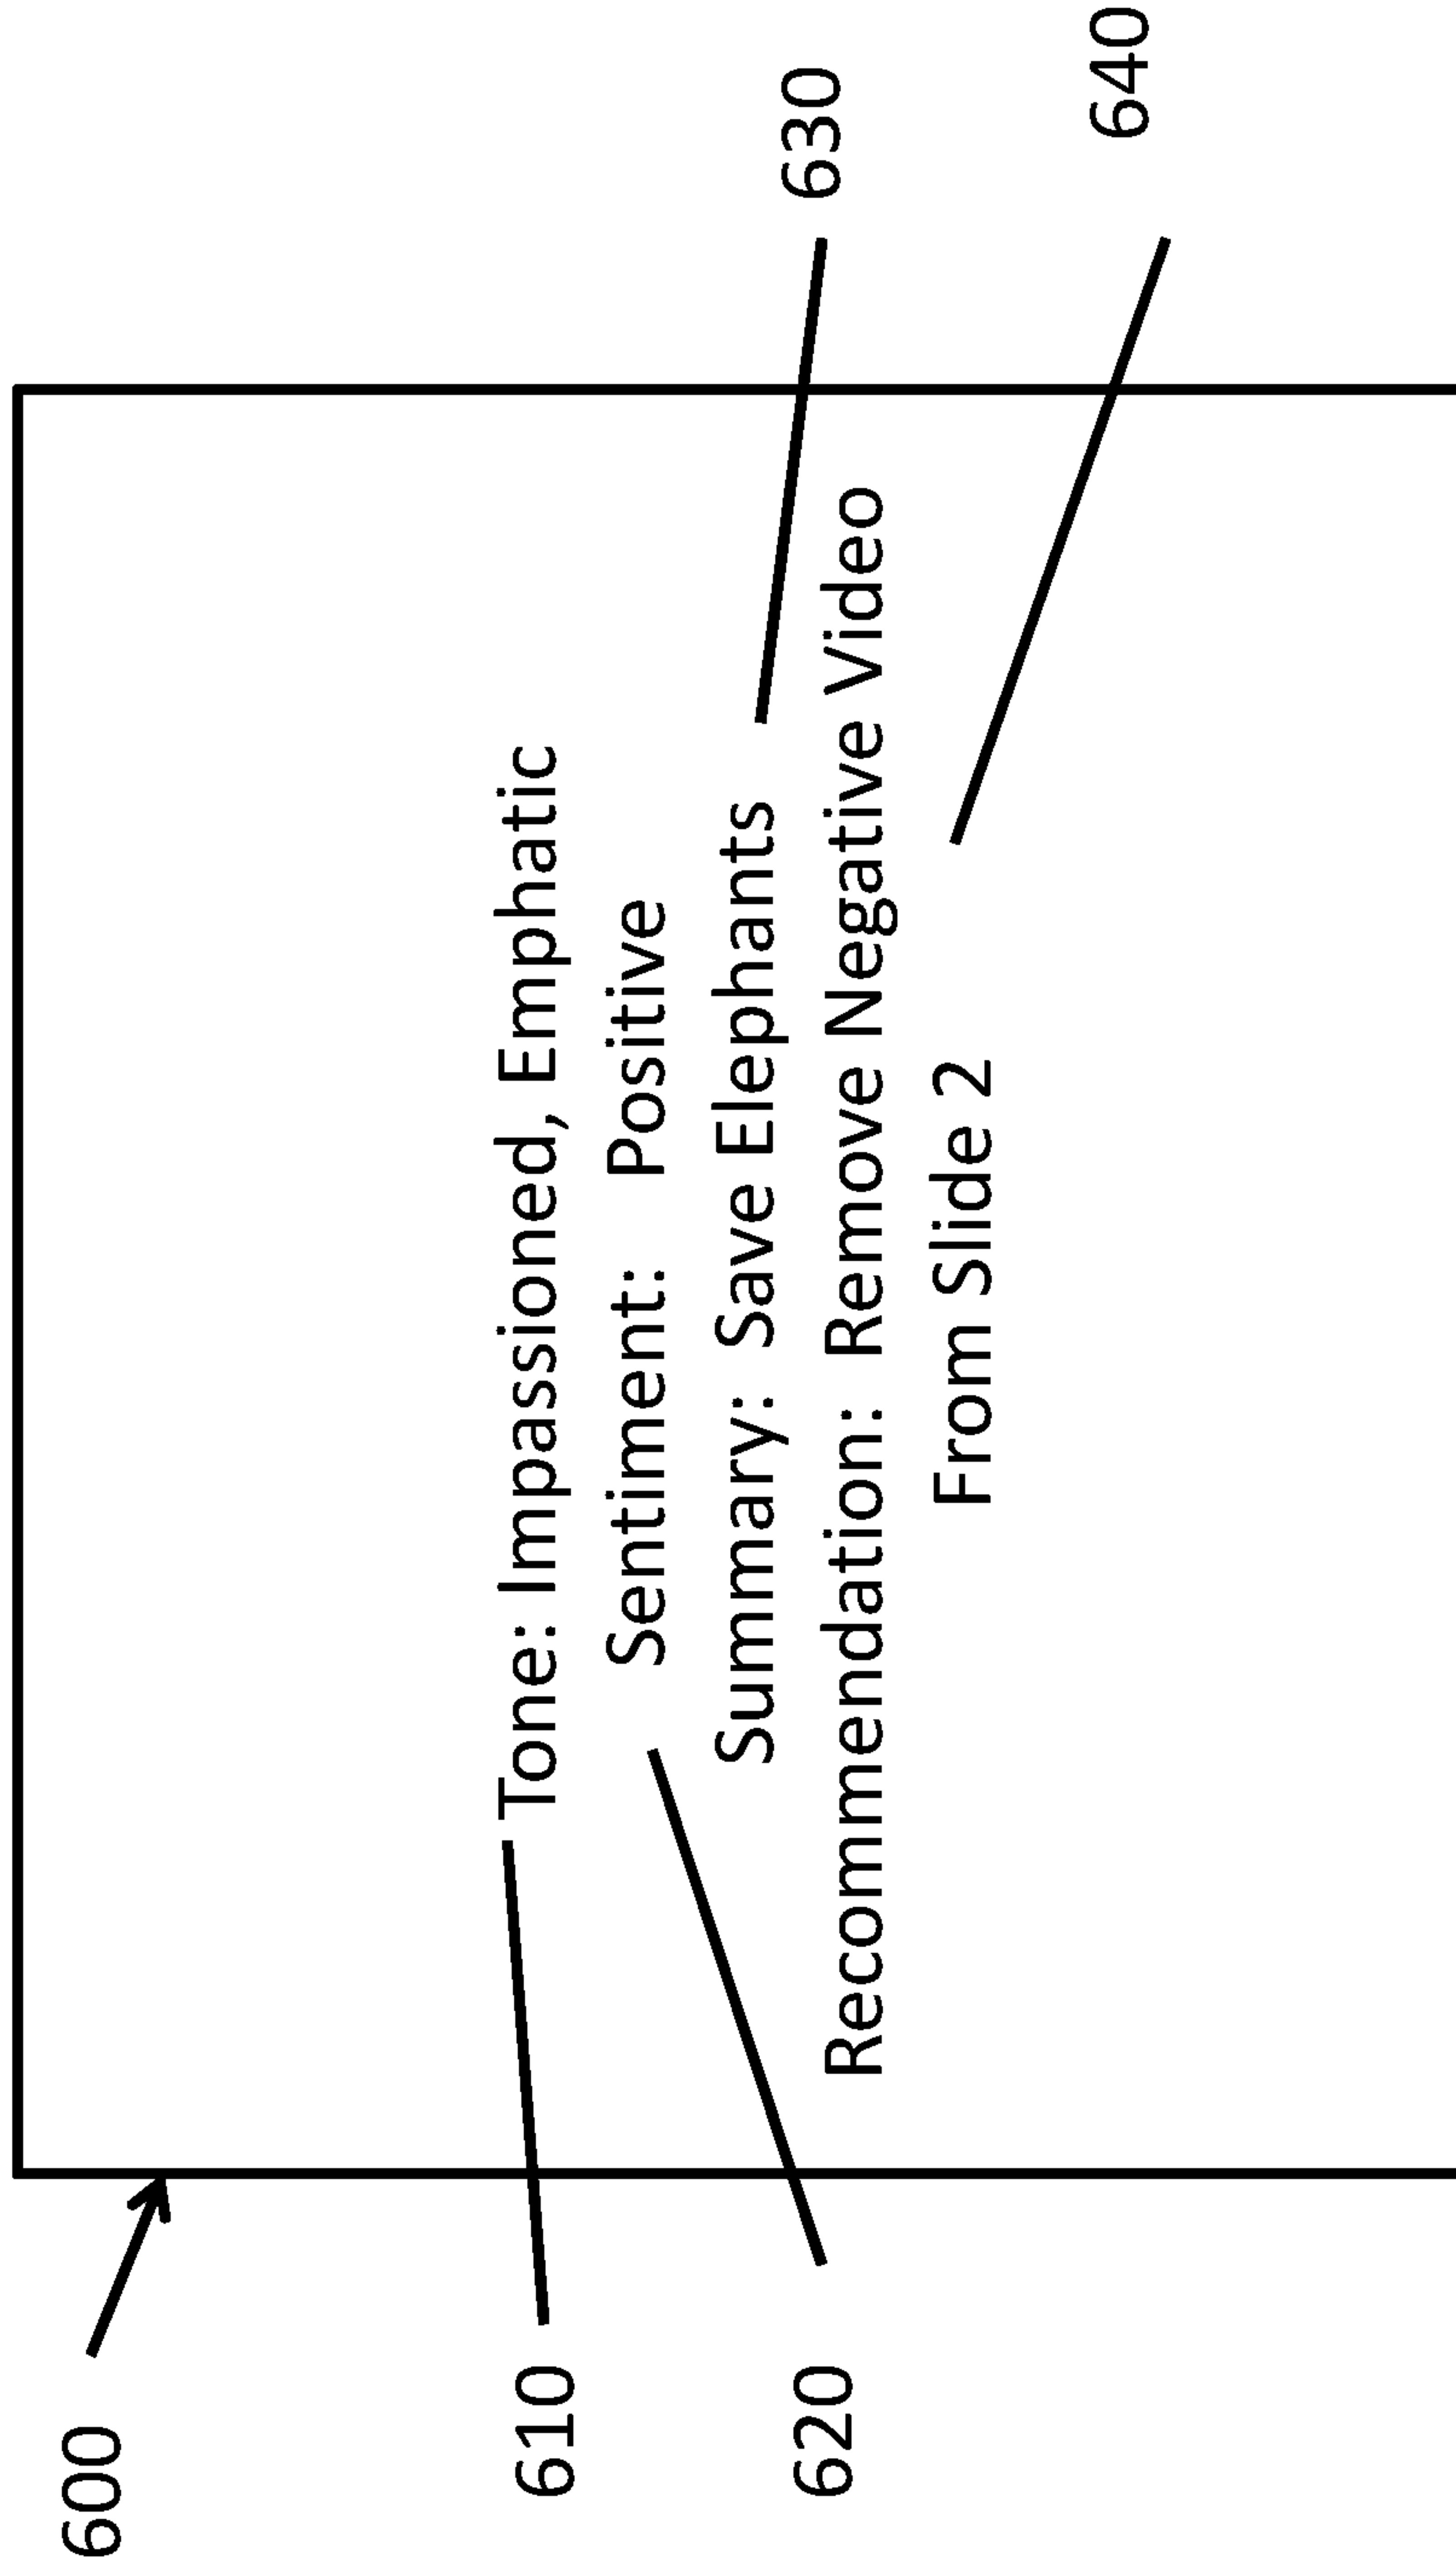 600
610
Tone: Impassioned, Emphatic
Sentiment: Positive
620
Summary: Save Elephants
630
Recommendation: Remove Negative Video
From Slide 2
640